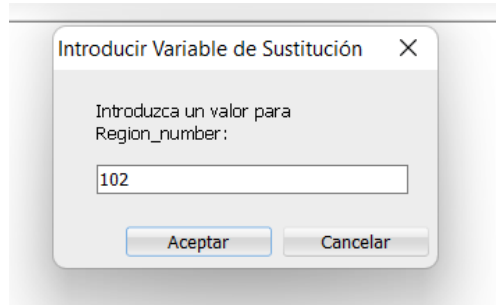 Introducir Variable de Sustitución
Introduzca un valor para
Region_number:
102
Aceptar Cancelar